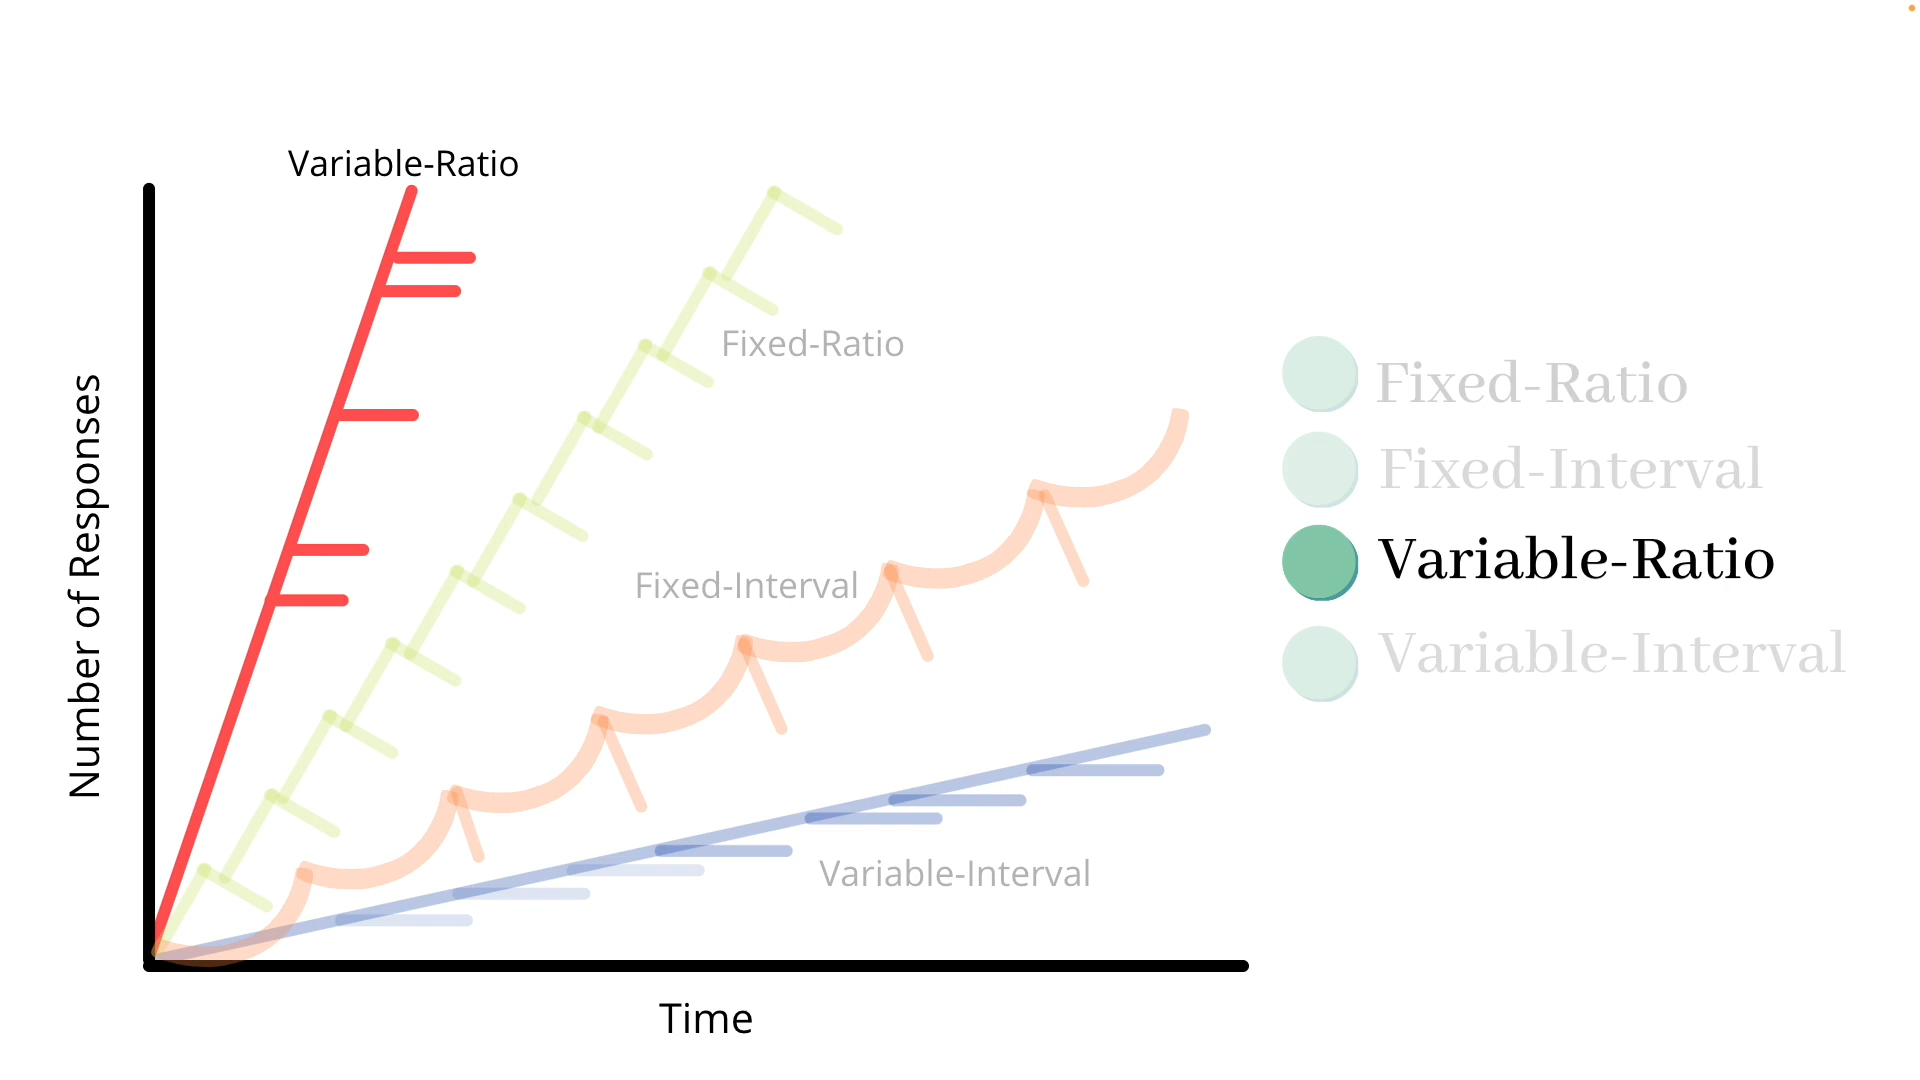 Variable-Ratio
Fixed-Ratio
Fixed-Interval
Variable-Interval
Number of Responses
Time
Fixed-Ratio
Fixed-Interval
Variable-Ratio
Variable-Interval